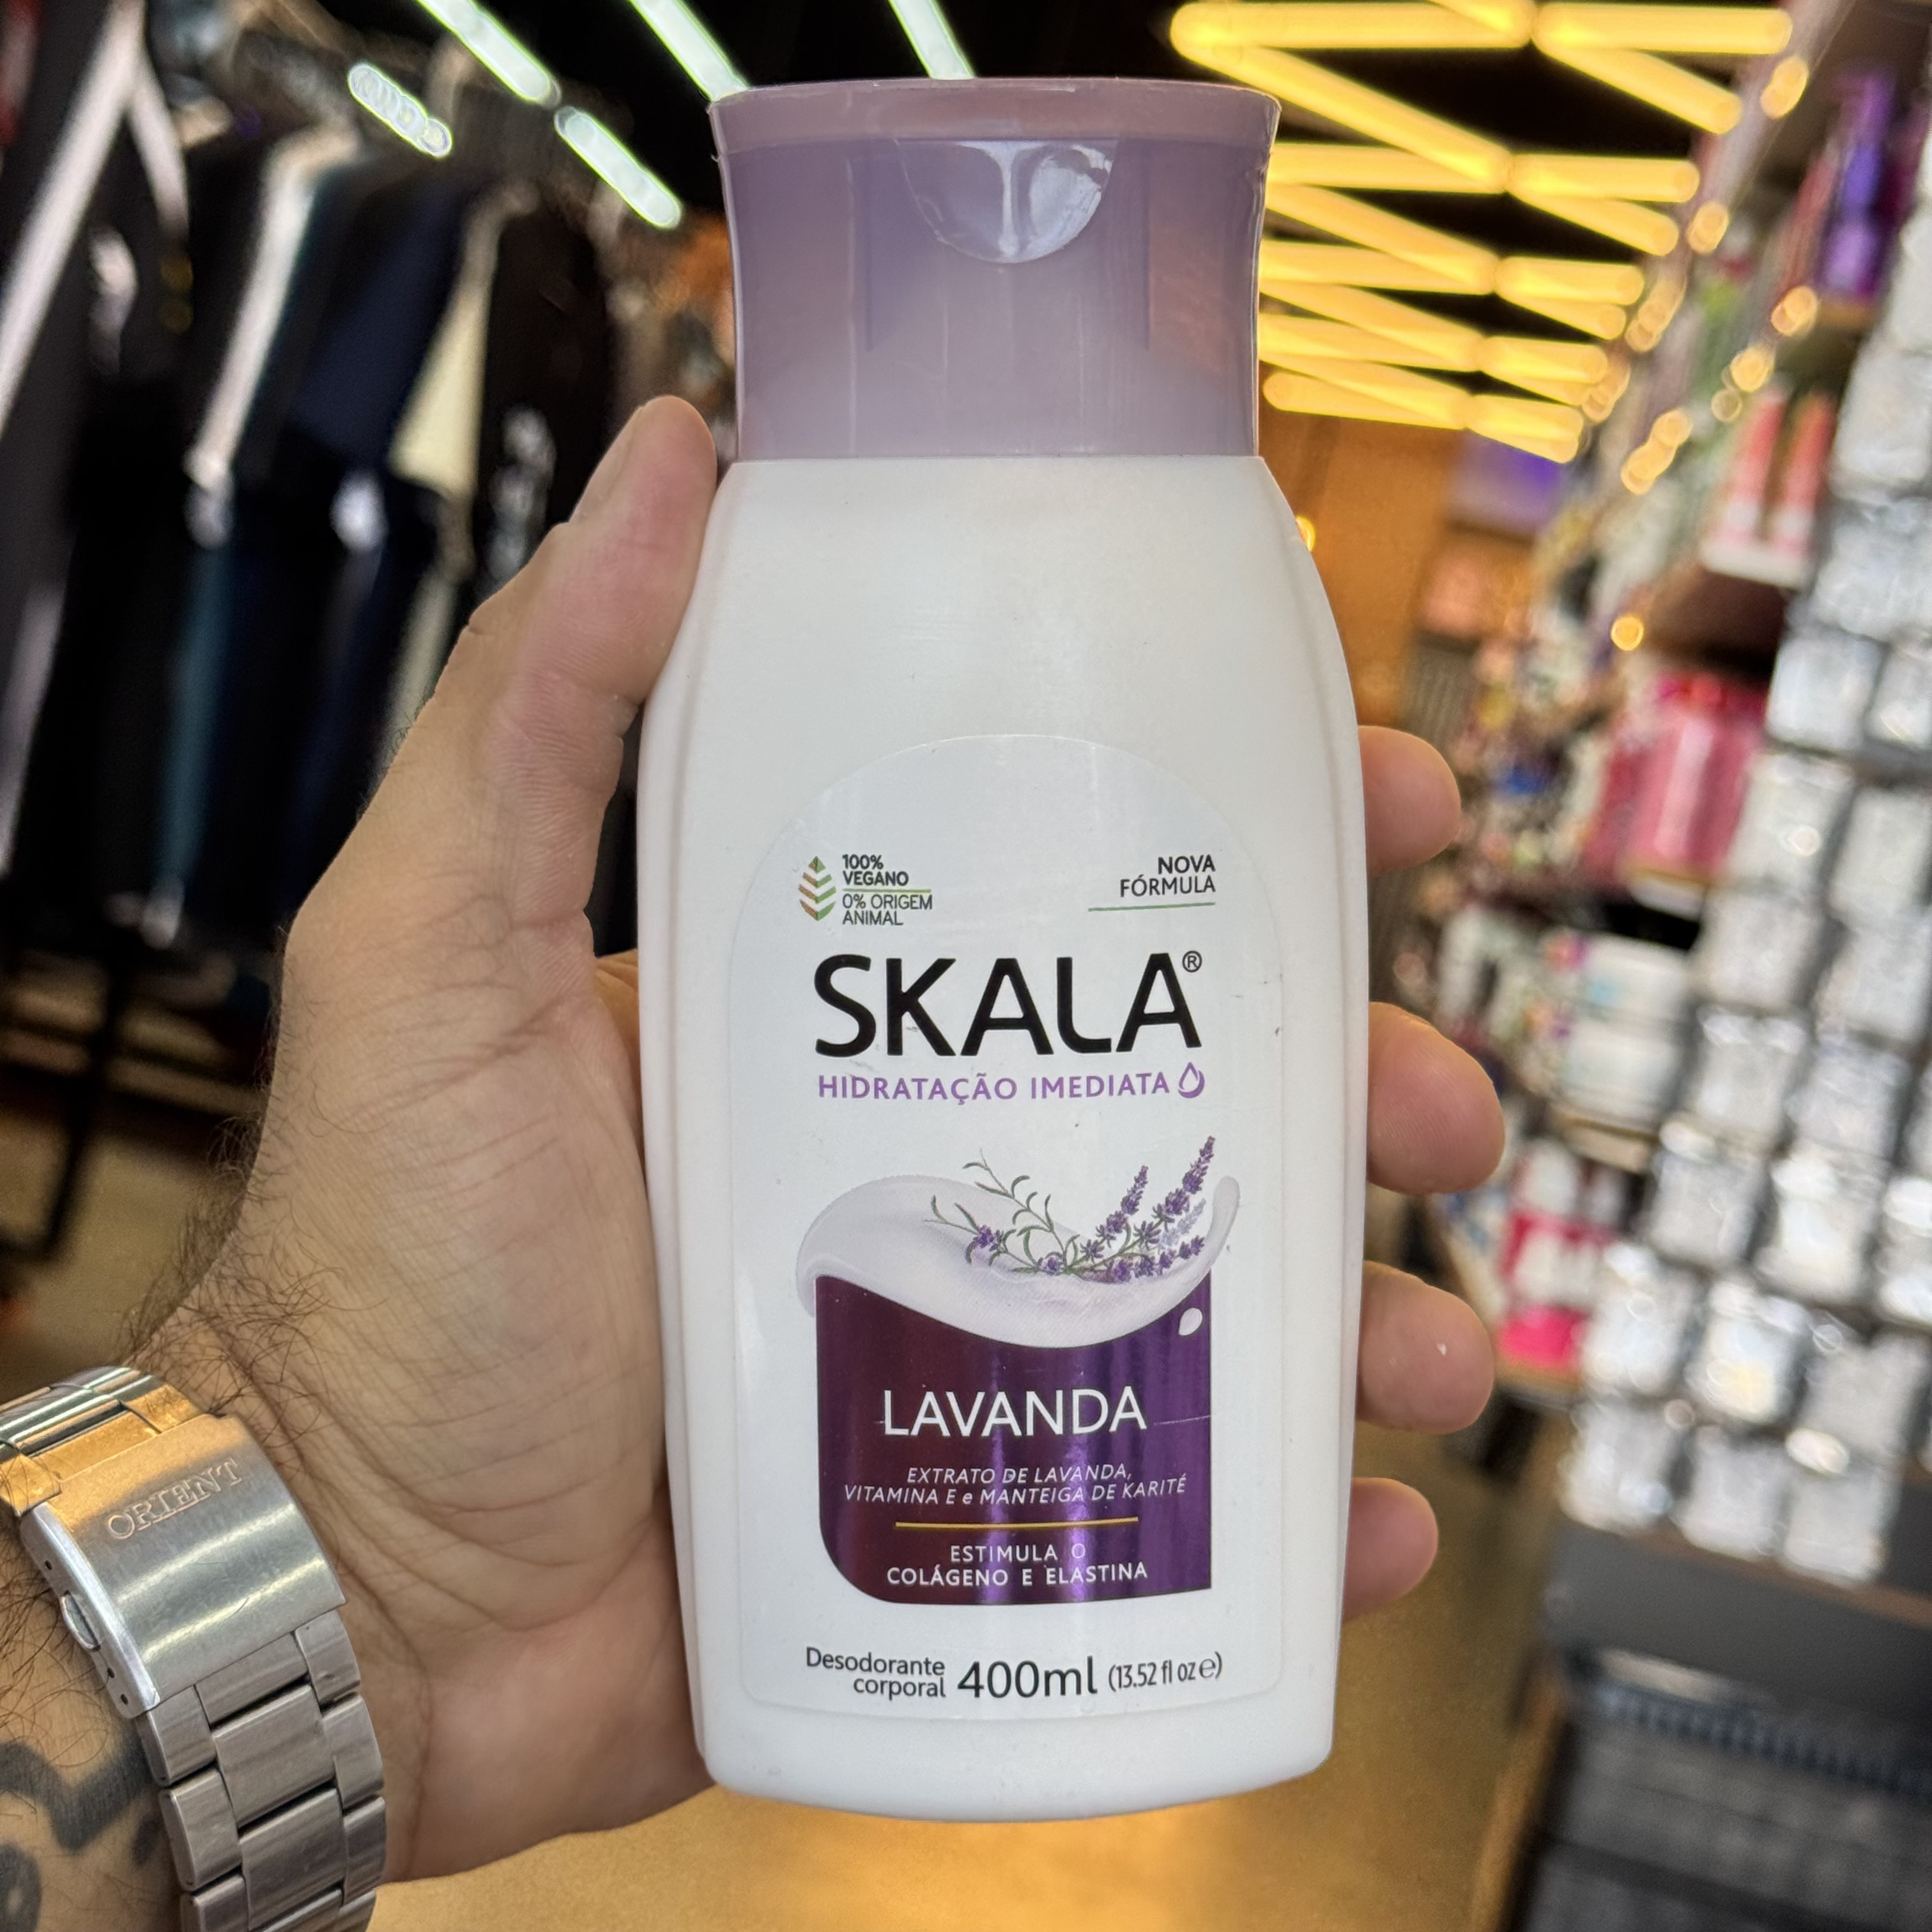 100%
VEGANO
0% ORIGEM
ANIMAL
NOVA
FÓRMULA
SKALA®
HIDRATAÇÃO IMEDIATA
LAVANDA
EXTRATO DE LAVANDA,
VITAMINA E e MANTEIGA DE KARITÉ
ESTIMULA O
COLÁGENO E ELASTINA
Desodorante
corporal 400ml (13.52 fl oz℮)
ORIENT